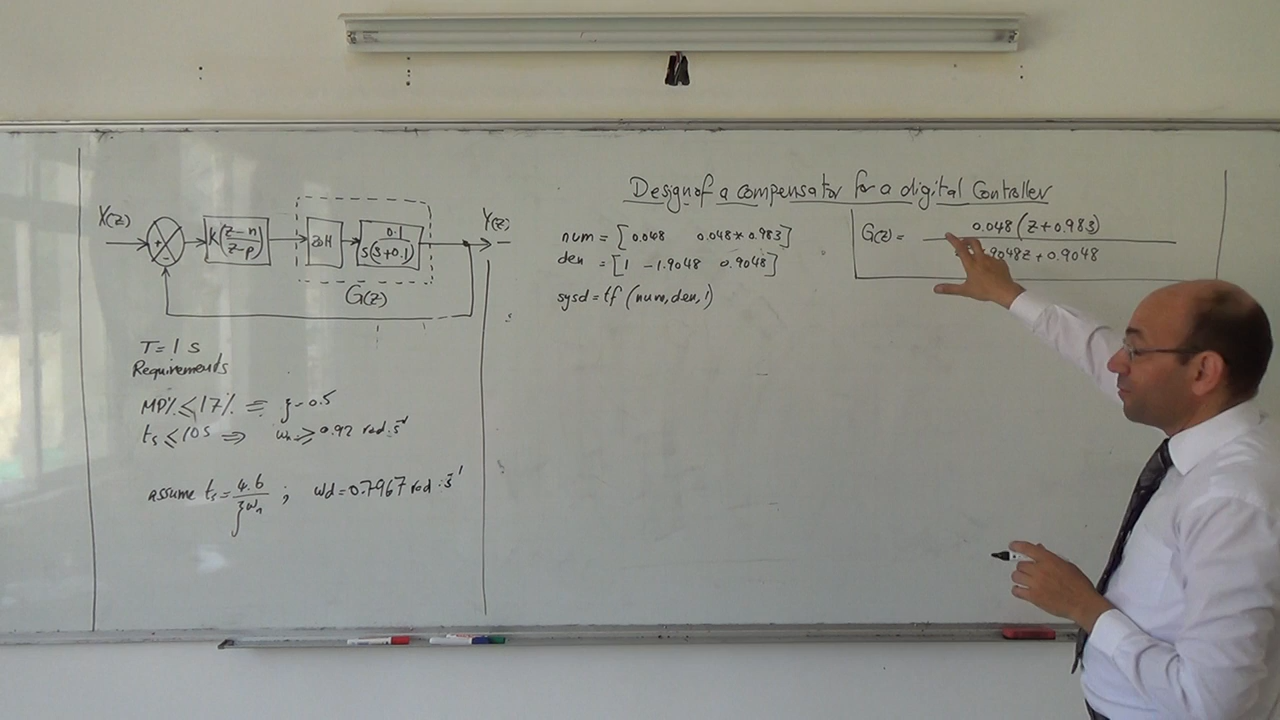 Design of a compensator for a digital Controller
X(z)
+
-
K(z-n / z-p)
ZOH
0.1 / s(s+0.1)
Y(z)
G(z)
T=1 s
Requirements
MP% ≤ 17% ≡ ζ=0.5
ts ≤ 10s ⇒ ωn ≥ 0.92 rad.s⁻¹
assume ts = 4.6 / ζωn ; ωd = 0.7967 rad.s⁻¹
num = [0.048 0.048*0.983]
den = [1 -1.9048 0.9048]
sysd = tf (num,den,1)
G(z) = 0.048(z+0.983)
.9048z + 0.9048